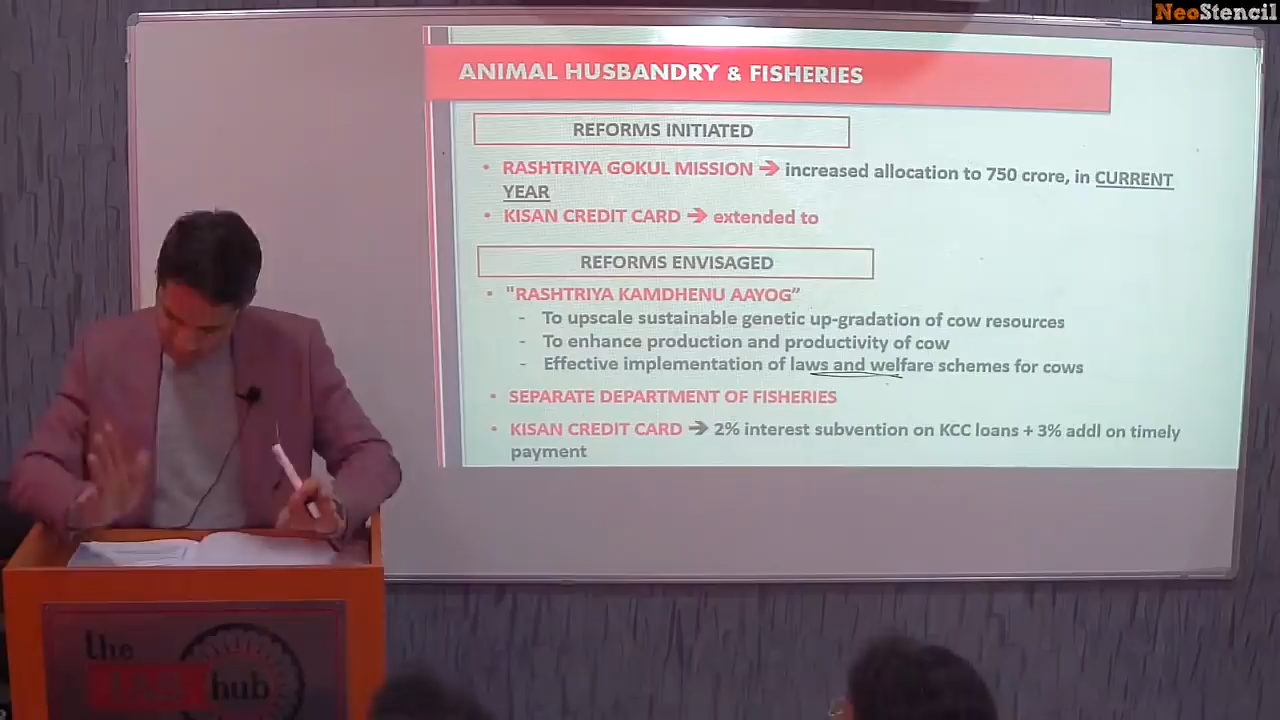 NeoStencil
ANIMAL HUSBANDRY & FISHERIES
REFORMS INITIATED
• RASHTRIYA GOKUL MISSION ➔ increased allocation to 750 crore, in CURRENT
YEAR
• KISAN CREDIT CARD ➔ extended to
REFORMS ENVISAGED
• "RASHTRIYA KAMDHENU AAYOG”
- To upscale sustainable genetic up-gradation of cow resources
- To enhance production and productivity of cow
- Effective implementation of laws and welfare schemes for cows
• SEPARATE DEPARTMENT OF FISHERIES
• KISAN CREDIT CARD ➔ 2% interest subvention on KCC loans + 3% addl on timely
payment
the
IAS hub